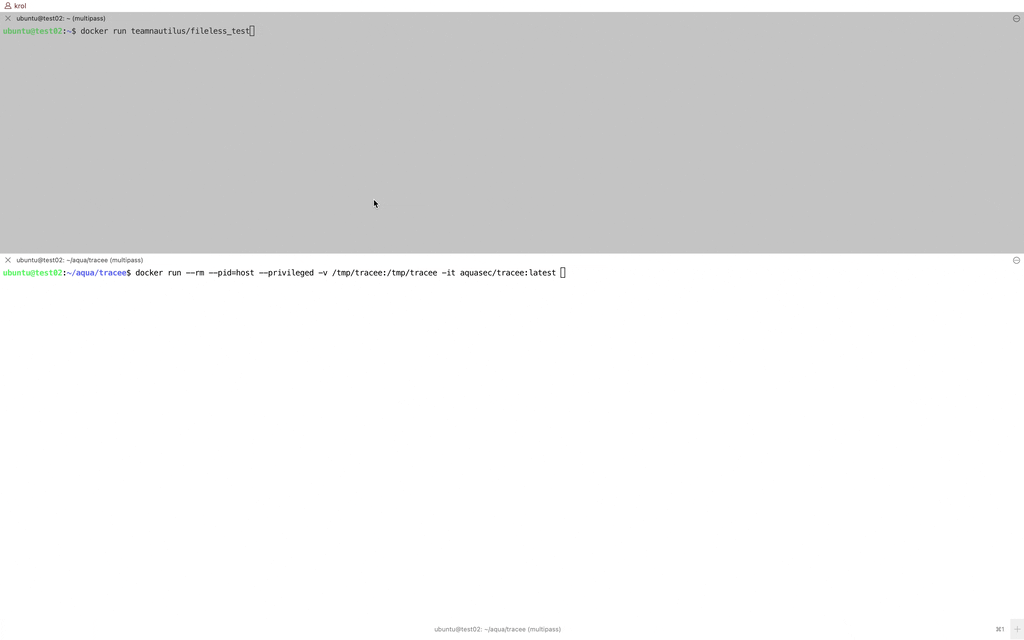 krol
ubuntu@test02: ~ (multipass)
ubuntu@test02:~$ docker run teamnautilus/fileless_test
ubuntu@test02: ~/aqua/tracee (multipass)
ubuntu@test02:~/aqua/tracee$ docker run --rm --pid=host --privileged -v /tmp/tracee:/tmp/tracee -it aquasec/tracee:latest
ubuntu@test02: ~/aqua/tracee (multipass)
⌘1